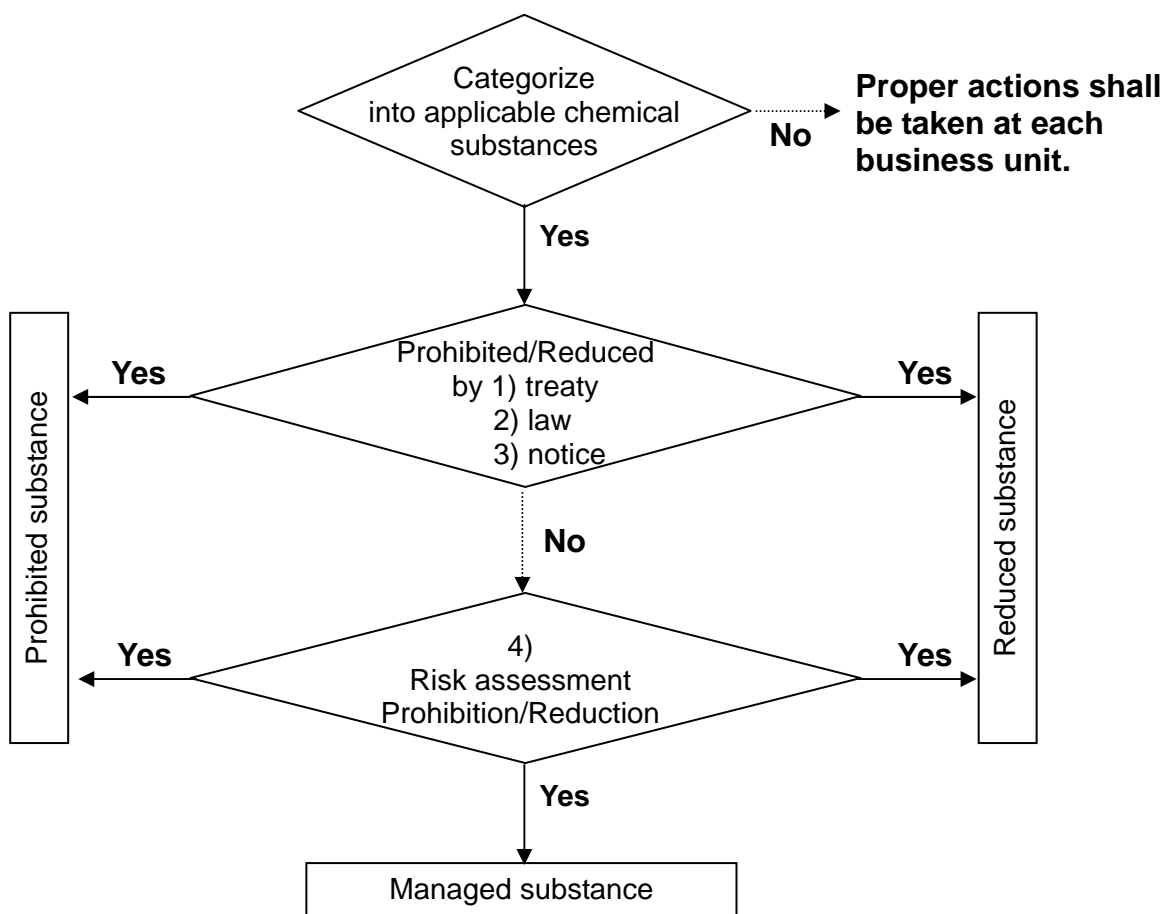 Categorize
into applicable chemical
substances
No
Proper actions shall
be taken at each
business unit.
Yes
Prohibited/Reduced
by 1) treaty
2) law
3) notice
Yes
Yes
Prohibited substance
Reduced substance
No
4)
Risk assessment
Prohibition/Reduction
Yes
Yes
Yes
Managed substance